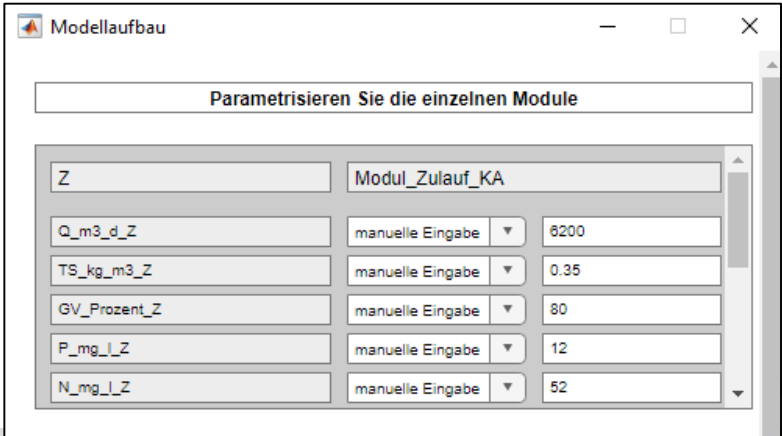 Modellaufbau
Parametrisieren Sie die einzelnen Module
Z Modul_Zulauf_KA
Q_m3_d_Z manuelle Eingabe 6200
TS_kg_m3_Z manuelle Eingabe 0.35
GV_Prozent_Z manuelle Eingabe 80
P_mg_l_Z manuelle Eingabe 12
N_mg_l_Z manuelle Eingabe 52